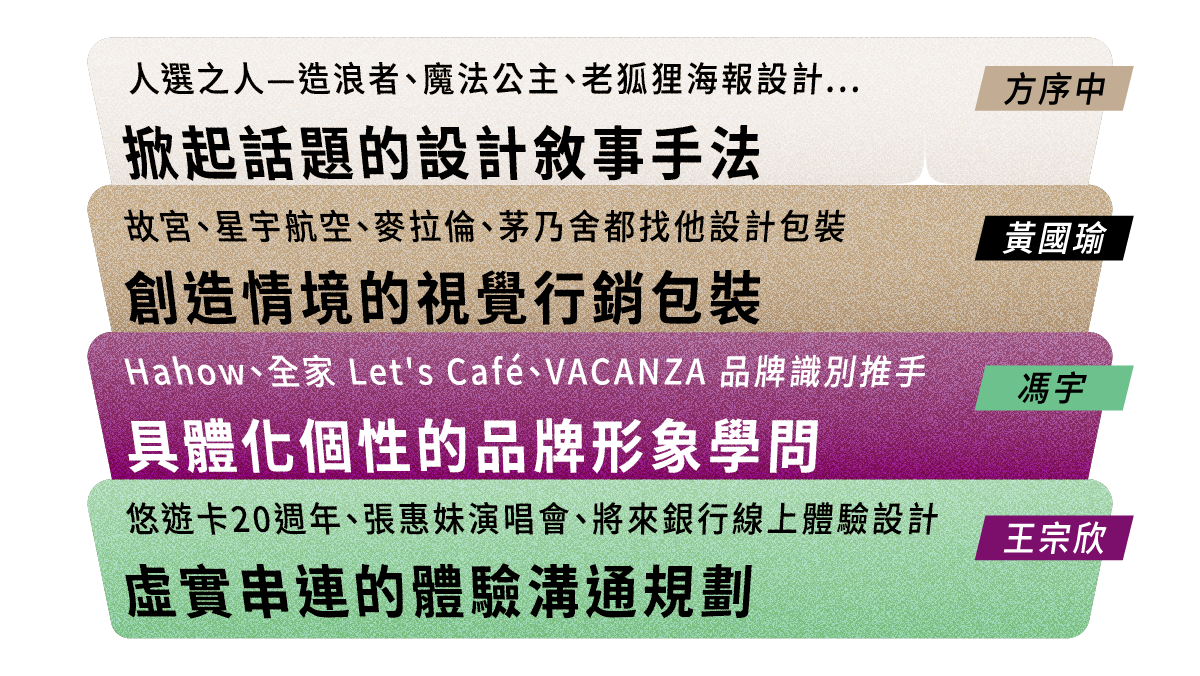 人選之人—造浪者、魔法公主、老狐狸海報設計...
方序中
掀起話題的設計敘事手法
故宮、星宇航空、麥拉倫、茅乃舍都找他設計包裝
黃國瑜
創造情境的視覺行銷包裝
Hahow、全家 Let's Café、VACANZA 品牌識別推手
馮宇
具體化個性的品牌形象學問
悠遊卡20週年、張惠妹演唱會、將來銀行線上體驗設計
王宗欣
虛實串連的體驗溝通規劃